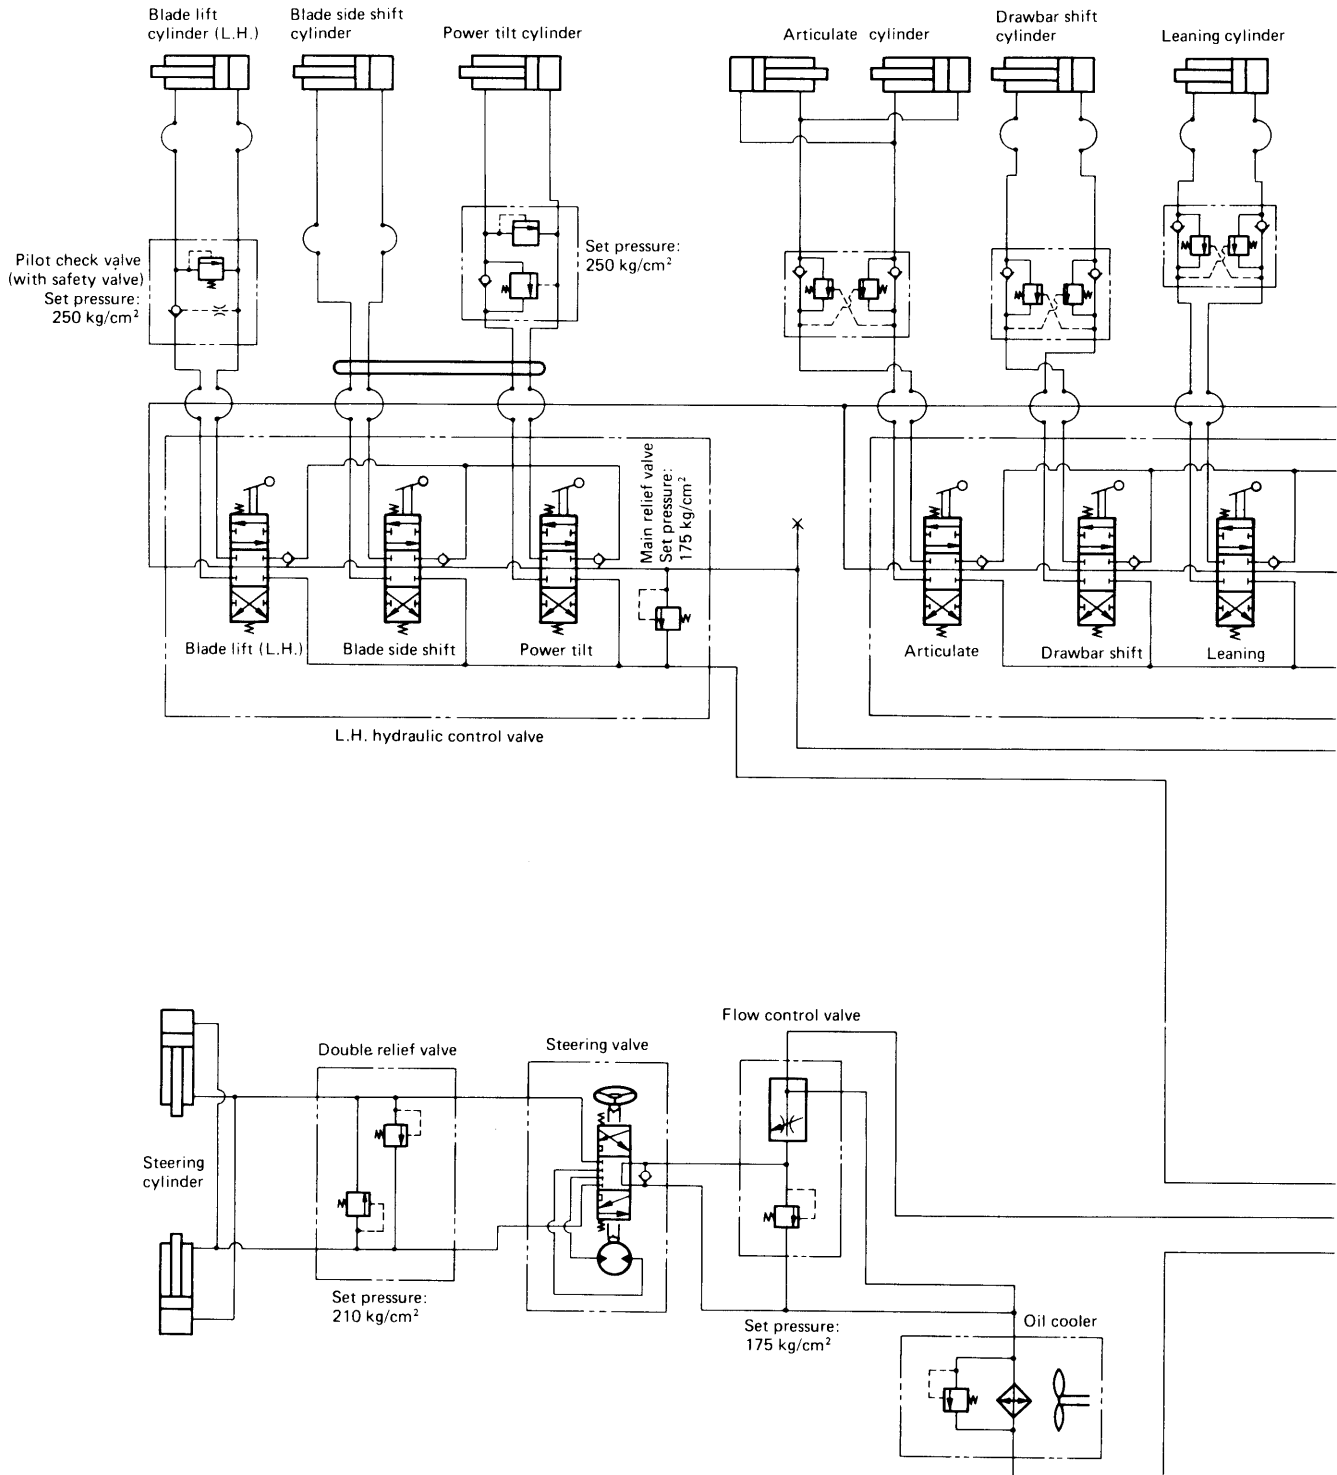 Blade lift
cylinder (L.H.)
Blade side shift
cylinder
Power tilt cylinder
Articulate cylinder
Drawbar shift
cylinder
Leaning cylinder
Pilot check valve
(with safety valve)
Set pressure:
250 kg/cm²
Set pressure:
250 kg/cm²
Main relief valve
Set pressure:
175 kg/cm²
Blade lift (L.H.)
Blade side shift
Power tilt
Articulate
Drawbar shift
Leaning
L.H. hydraulic control valve
Flow control valve
Double relief valve
Steering valve
Steering
cylinder
Set pressure:
210 kg/cm²
Set pressure:
175 kg/cm²
Oil cooler